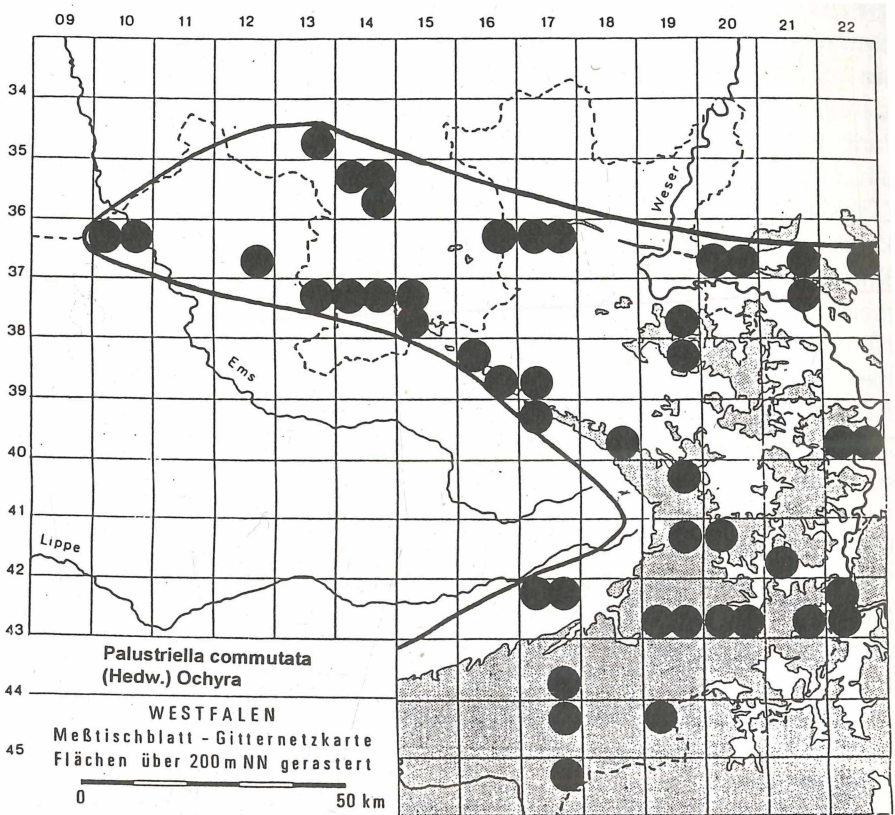 09 10 11 12 13 14 15 16 17 18 19 20 21 22
34
35
Weser
36
37
38
Ems
39
40
41
Lippe
42
43
Palustriella commutata
(Hedw.) Ochyra
44
WESTFALEN
Meßtischblatt - Gitternetzkarte
45
Flächen über 200 m NN gerastert
0 50 km